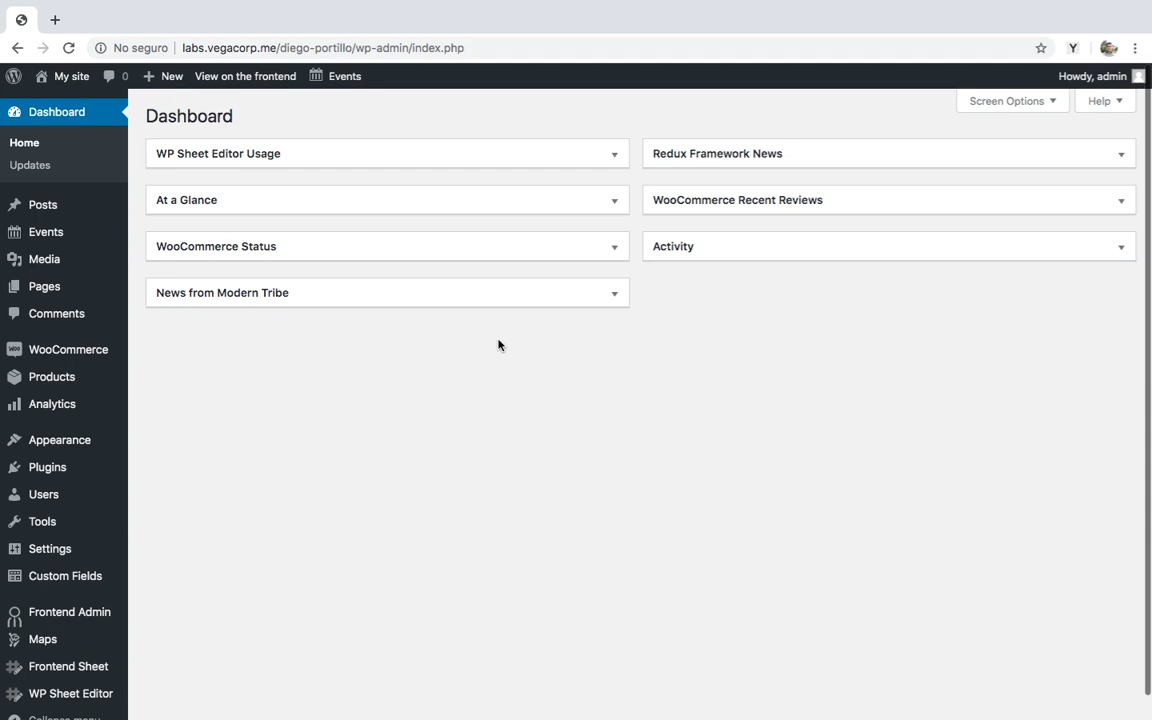 No seguro
labs.vegacorp.me/diego-portillo/wp-admin/index.php
Y
My site
0
New
View on the frontend
Events
Howdy, admin
Dashboard
Home
Updates
Posts
Events
Media
Pages
Comments
WooCommerce
Products
Analytics
Appearance
Plugins
Users
Tools
Settings
Custom Fields
Frontend Admin
Maps
Frontend Sheet
WP Sheet Editor
Collapse menu
Screen Options
Help
Dashboard
WP Sheet Editor Usage
Redux Framework News
At a Glance
WooCommerce Recent Reviews
WooCommerce Status
Activity
News from Modern Tribe